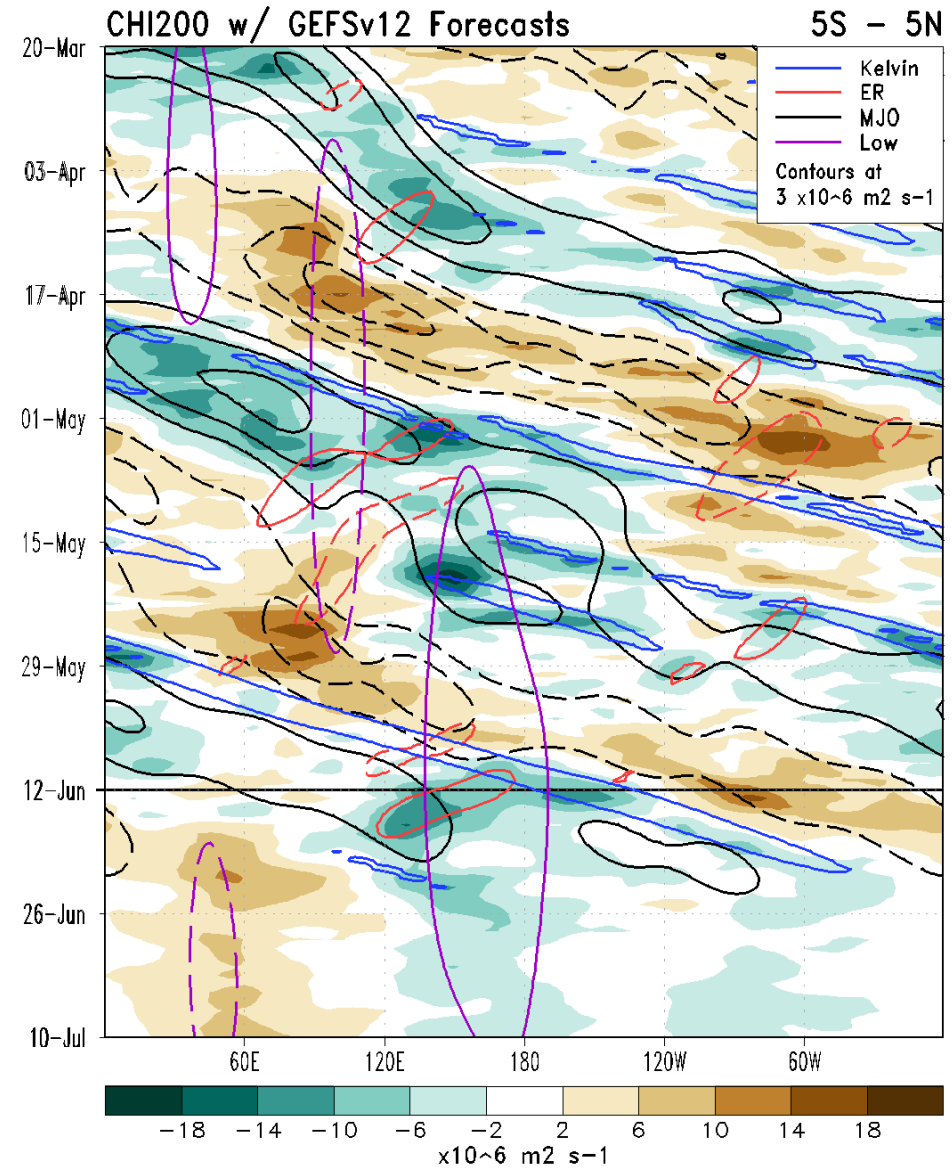 CHI200 w/ GEFSv12 Forecasts 5S - 5N
Kelvin
ER
MJO
Low
Contours at
3 x10^6 m2 s-1
20-Mar
03-Apr
17-Apr
01-May
15-May
29-May
12-Jun
26-Jun
10-Jul
60E 120E 180 120W 60W
-18 -14 -10 -6 -2 2 6 10 14 18
x10^6 m2 s-1